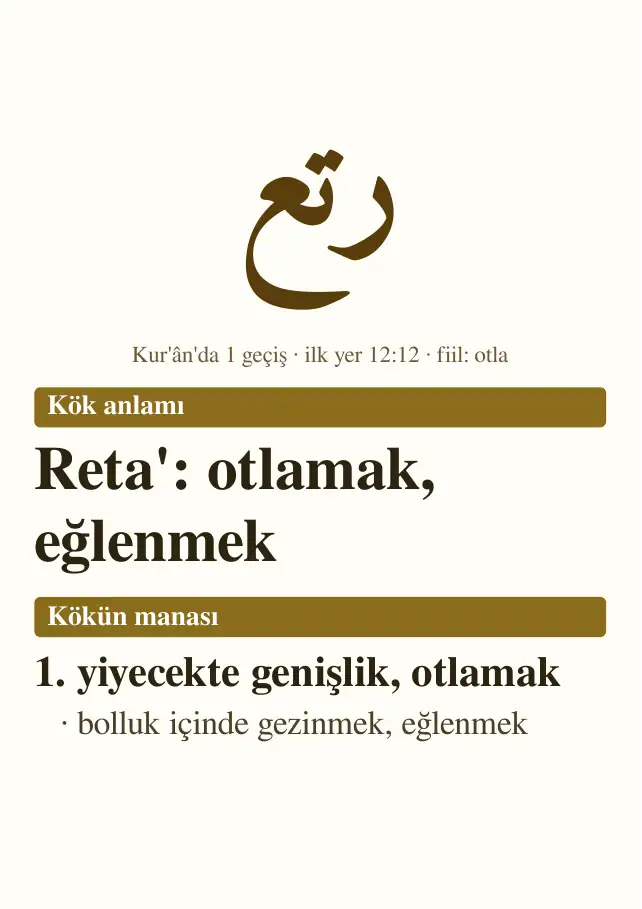 رتع
Kur'ân'da 1 geçiş · ilk yer 12:12 · fiil: otla
Kök anlamı
Reta': otlamak,
eğlenmek
Kökün manası
1. yiyecekte genişlik, otlamak
· bolluk içinde gezinmek, eğlenmek